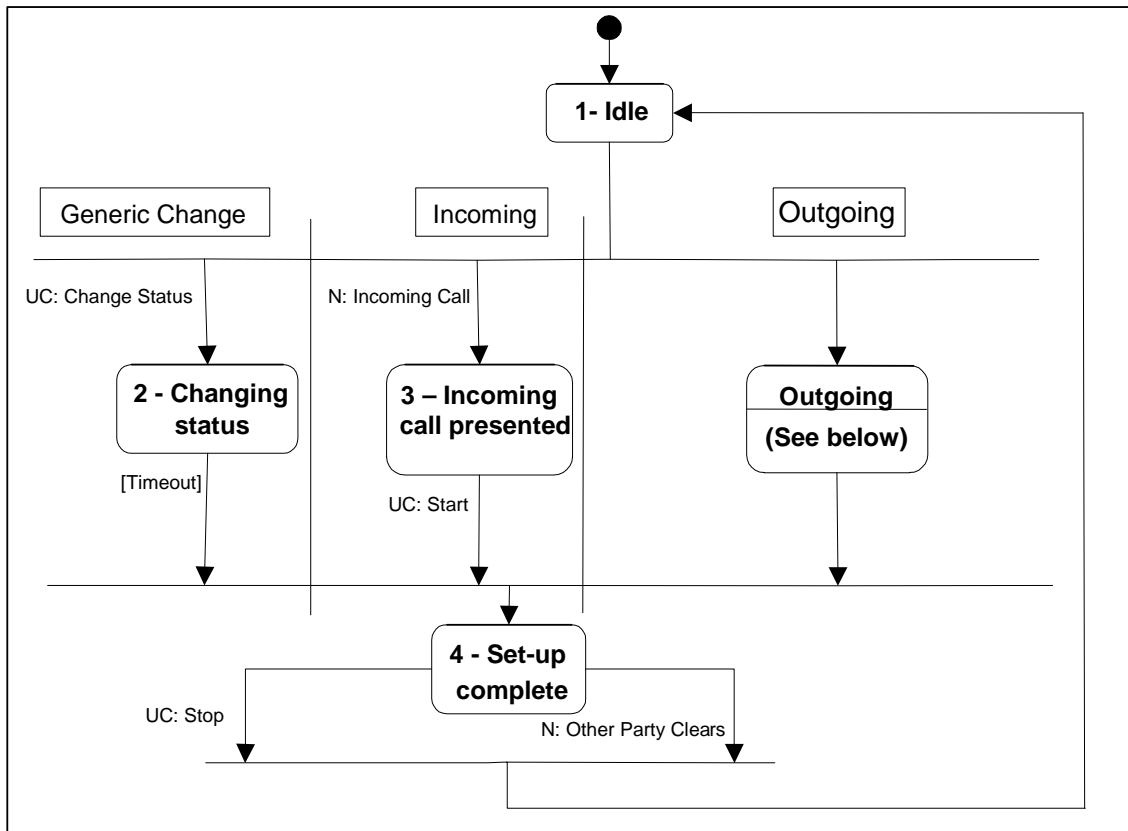 1- Idle
Generic Change
Incoming
Outgoing
UC: Change Status
N: Incoming Call
2 - Changing
status
3 – Incoming
call presented
Outgoing
(See below)
[Timeout]
UC: Start
4 - Set-up
complete
UC: Stop
N: Other Party Clears